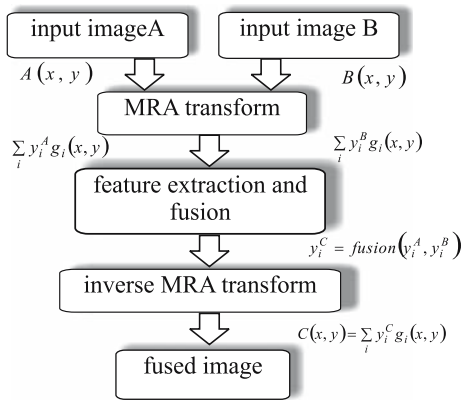 input imageA
input image B
A(x, y)
B(x, y)
MRA transform
∑_i y_i^A g_i(x, y)
∑_i y_i^B g_i(x, y)
feature extraction and
fusion
y_i^C = fusion(y_i^A, y_i^B)
inverse MRA transform
C(x, y)=∑_i y_i^C g_i(x, y)
fused image